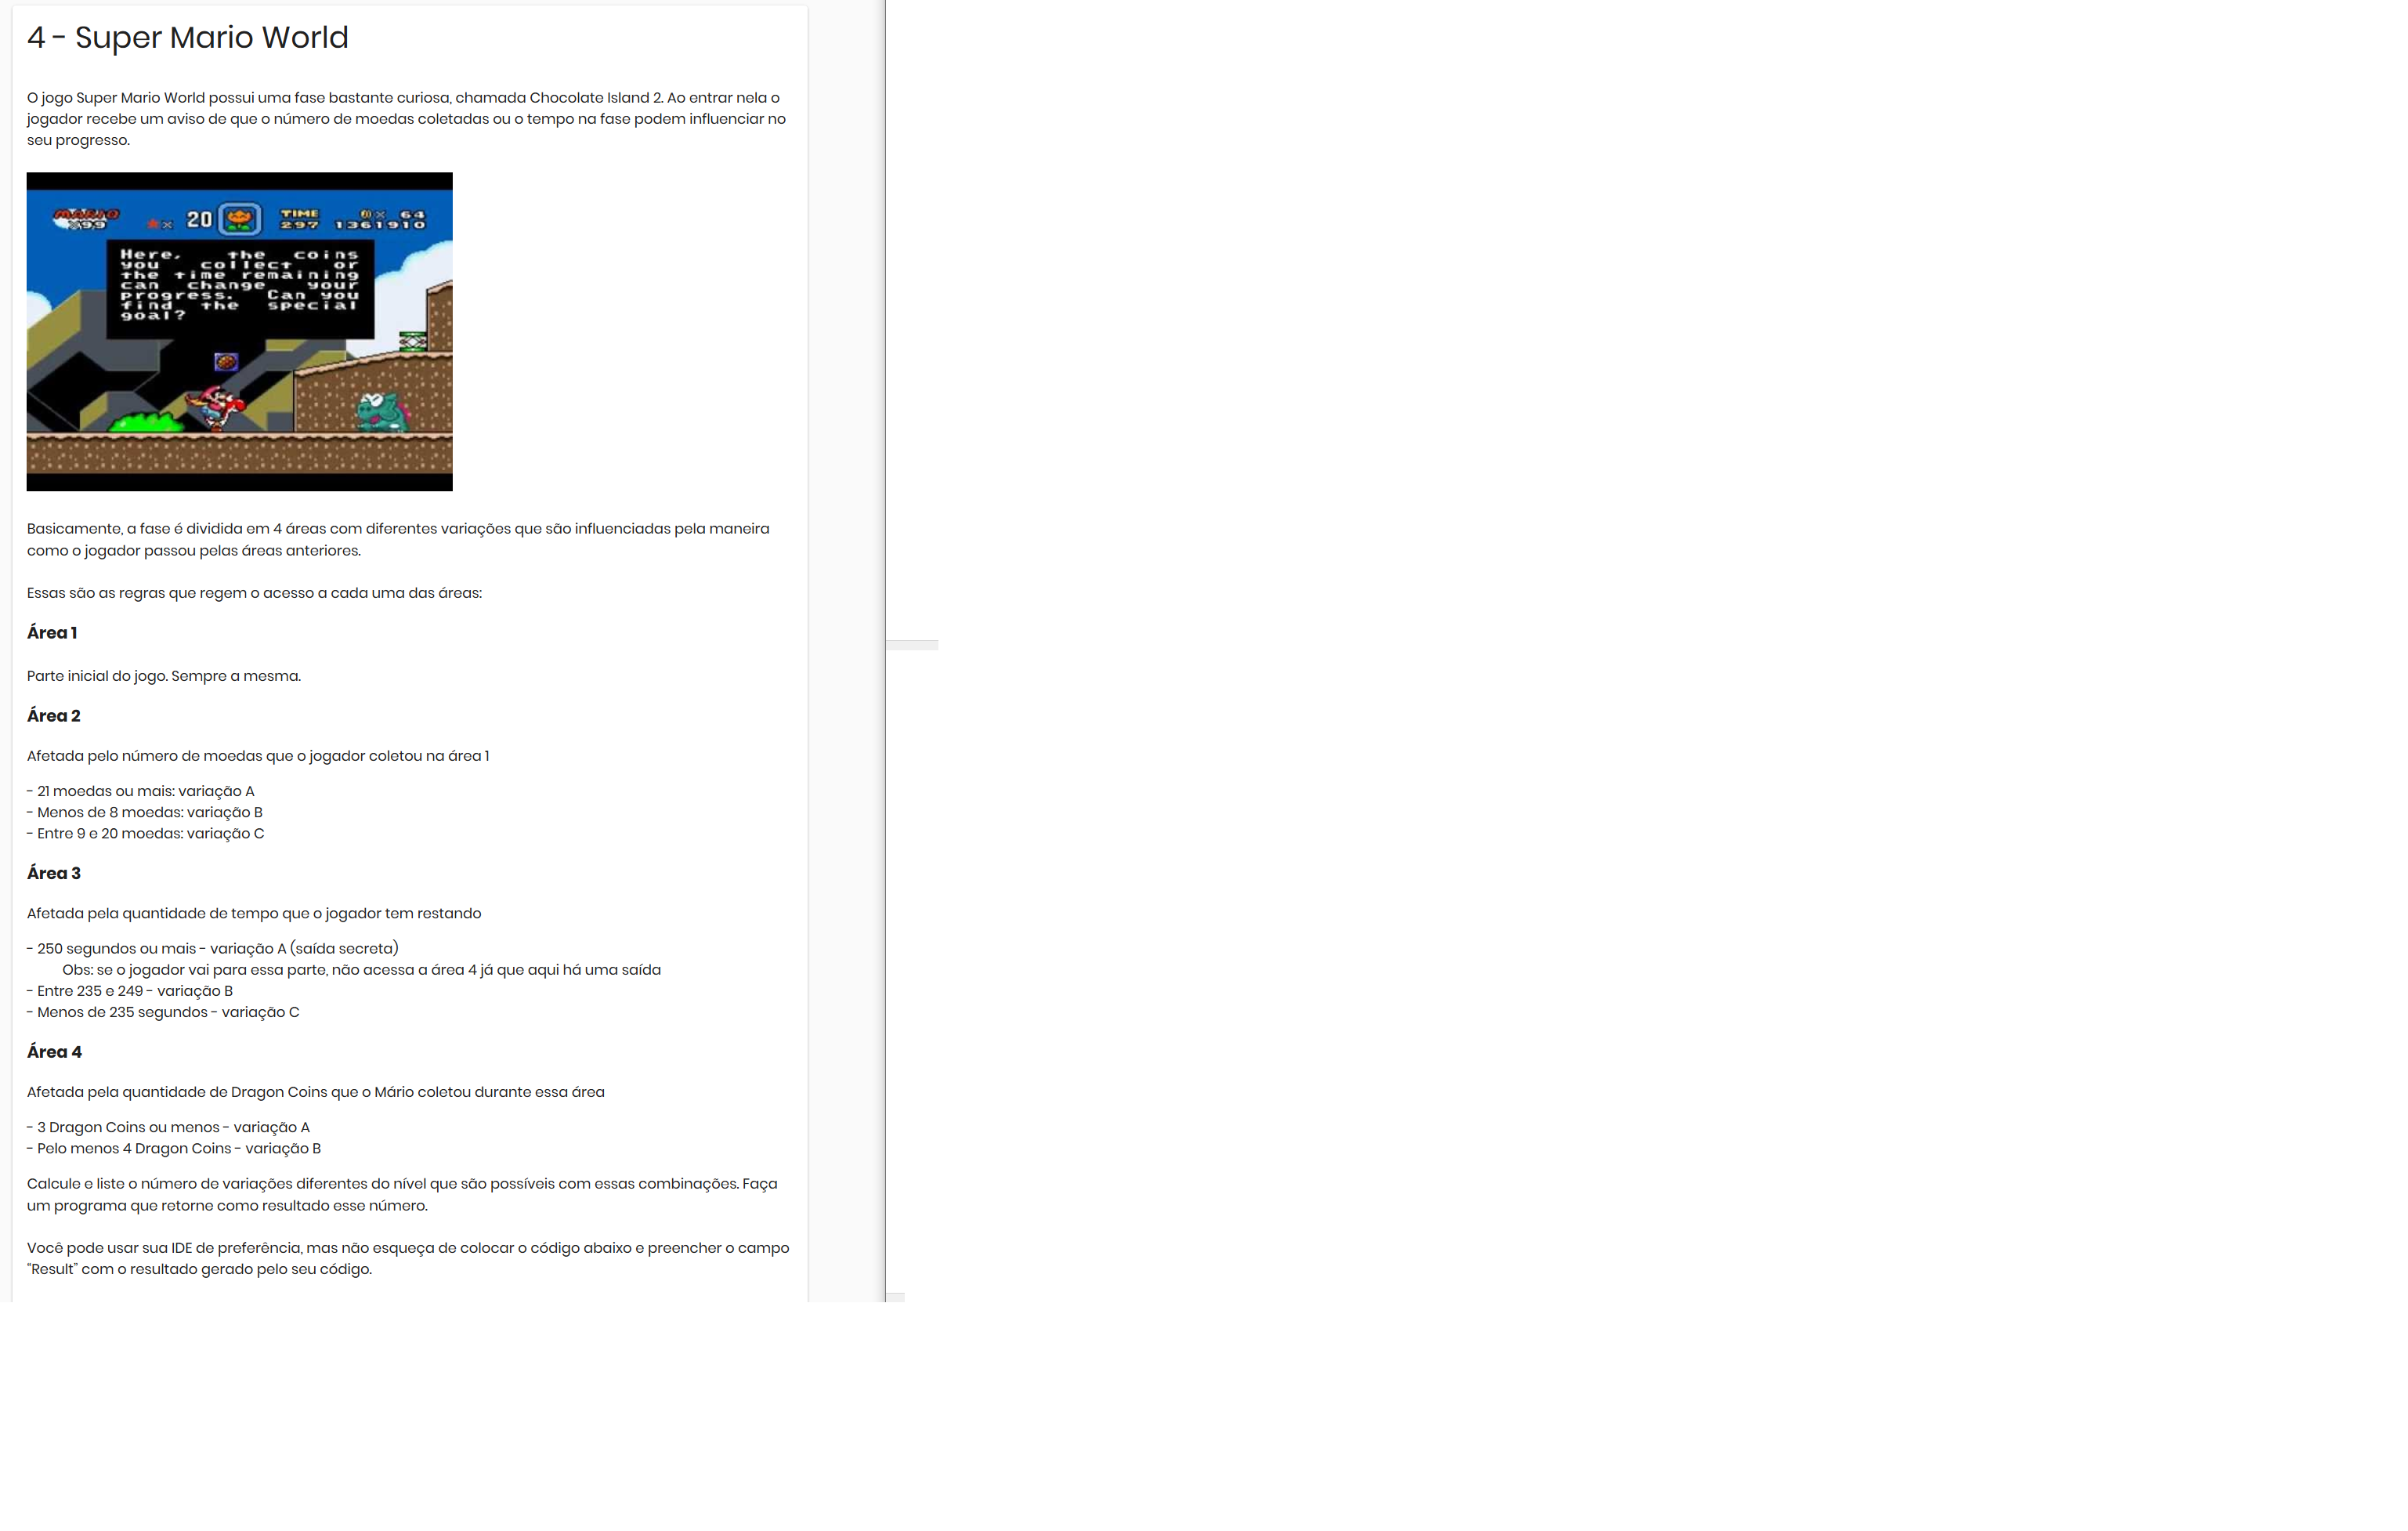 4 - Super Mario World
O jogo Super Mario World possui uma fase bastante curiosa, chamada Chocolate Island 2. Ao entrar nela o
jogador recebe um aviso de que o número de moedas coletadas ou o tempo na fase podem influenciar no
seu progresso.
MARIO 20 TIME 64
x99 297 1361910
Here, the coins
you collect or
the time remaining
can change your
progress. Can you
find the special
goal?
Basicamente, a fase é dividida em 4 áreas com diferentes variações que são influenciadas pela maneira
como o jogador passou pelas áreas anteriores.
Essas são as regras que regem o acesso a cada uma das áreas:
Área 1
Parte inicial do jogo. Sempre a mesma.
Área 2
Afetada pelo número de moedas que o jogador coletou na área 1
- 21 moedas ou mais: variação A
- Menos de 8 moedas: variação B
- Entre 9 e 20 moedas: variação C
Área 3
Afetada pela quantidade de tempo que o jogador tem restando
- 250 segundos ou mais - variação A (saída secreta)
Obs: se o jogador vai para essa parte, não acessa a área 4 já que aqui há uma saída
- Entre 235 e 249 - variação B
- Menos de 235 segundos - variação C
Área 4
Afetada pela quantidade de Dragon Coins que o Mário coletou durante essa área
- 3 Dragon Coins ou menos - variação A
- Pelo menos 4 Dragon Coins - variação B
Calcule e liste o número de variações diferentes do nível que são possíveis com essas combinações. Faça
um programa que retorne como resultado esse número.
Você pode usar sua IDE de preferência, mas não esqueça de colocar o código abaixo e preencher o campo
“Result” com o resultado gerado pelo seu código.